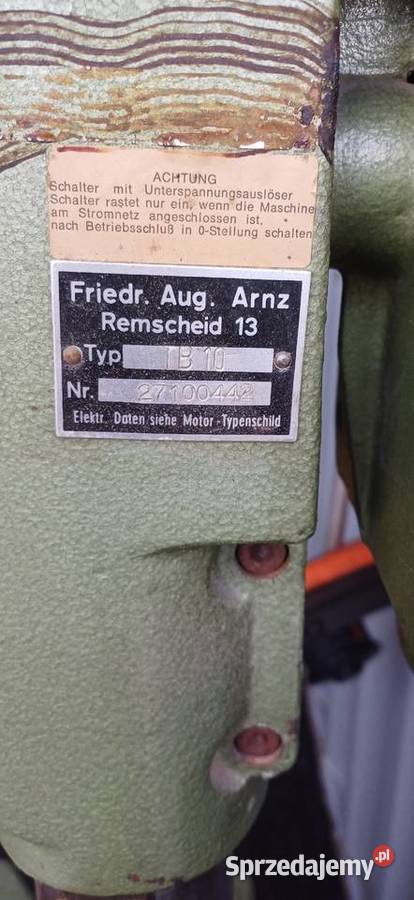 ACHTUNG
Schalter mit Unterspannungsauslöser
Schalter rastet nur ein, wenn die Maschine
am Stromnetz angeschlossen ist.
nach Betriebsschluß in 0-Stellung schalten
Friedr. Aug. Arnz
Remscheid 13
Typ TB 10
Nr. 27100442
Elektr. Daten siehe Motor-Typenschild
Sprzedajemy.pl